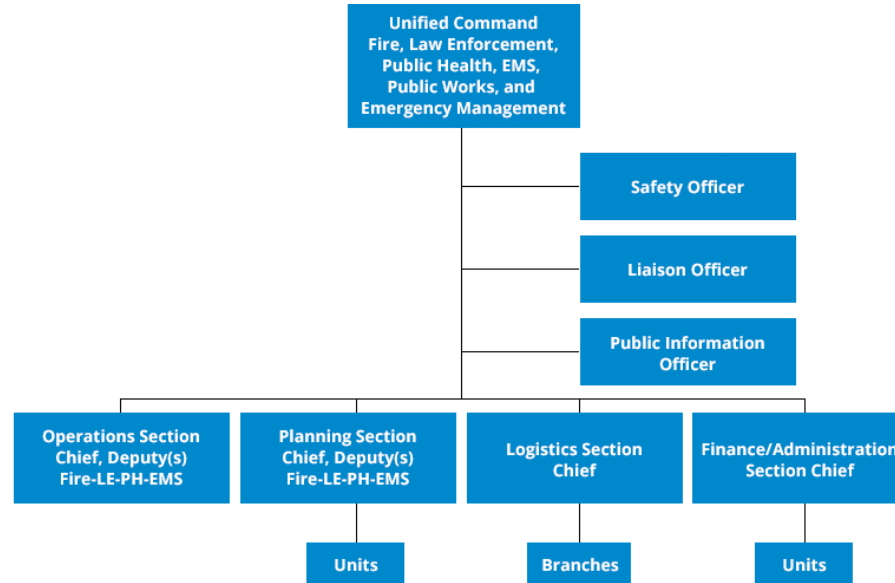 Unified Command
Fire, Law Enforcement,
Public Health, EMS,
Public Works, and
Emergency Management
Safety Officer
Liaison Officer
Public Information
Officer
Operations Section
Chief, Deputy(s)
Fire-LE-PH-EMS
Planning Section
Chief, Deputy(s)
Fire-LE-PH-EMS
Logistics Section
Chief
Finance/Administration
Section Chief
Units
Branches
Units